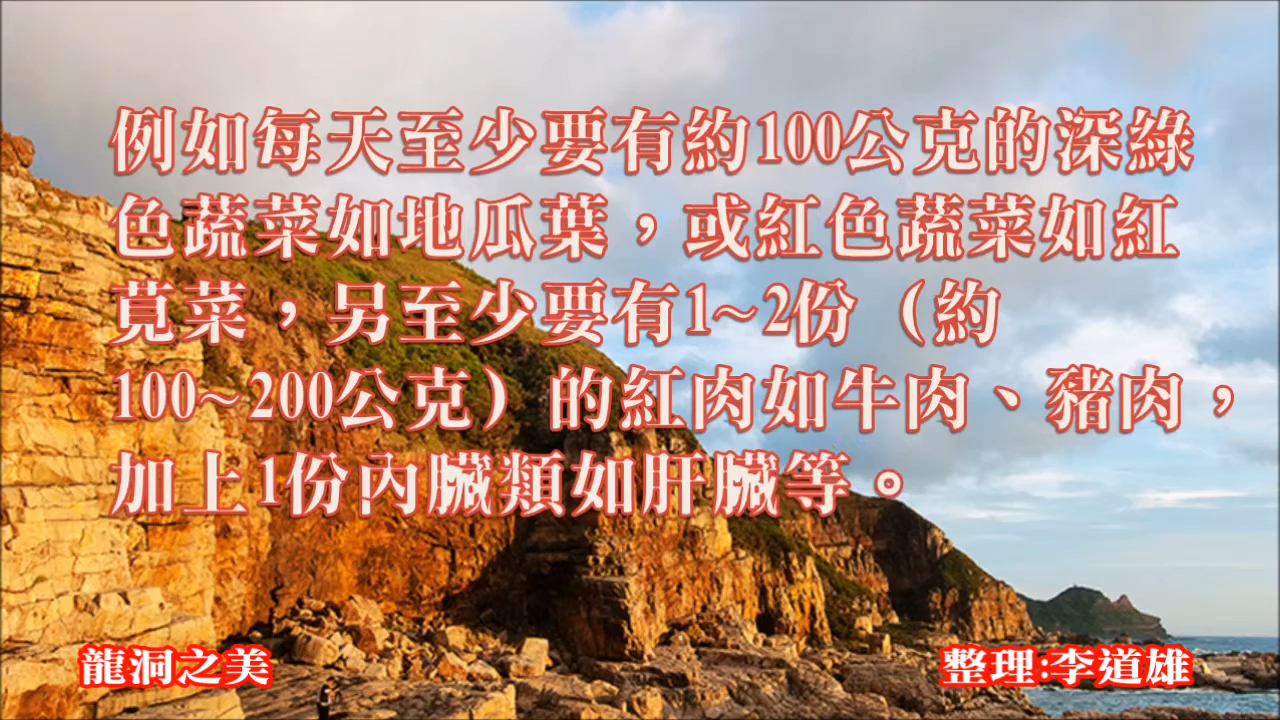 例如每天至少要有約100公克的深綠
色蔬菜如地瓜葉，或紅色蔬菜如紅
莧菜，另至少要有1~2份（約
100~200公克）的紅肉如牛肉、豬肉，
加上1份內臟類如肝臟等。
龍洞之美
整理:李道雄